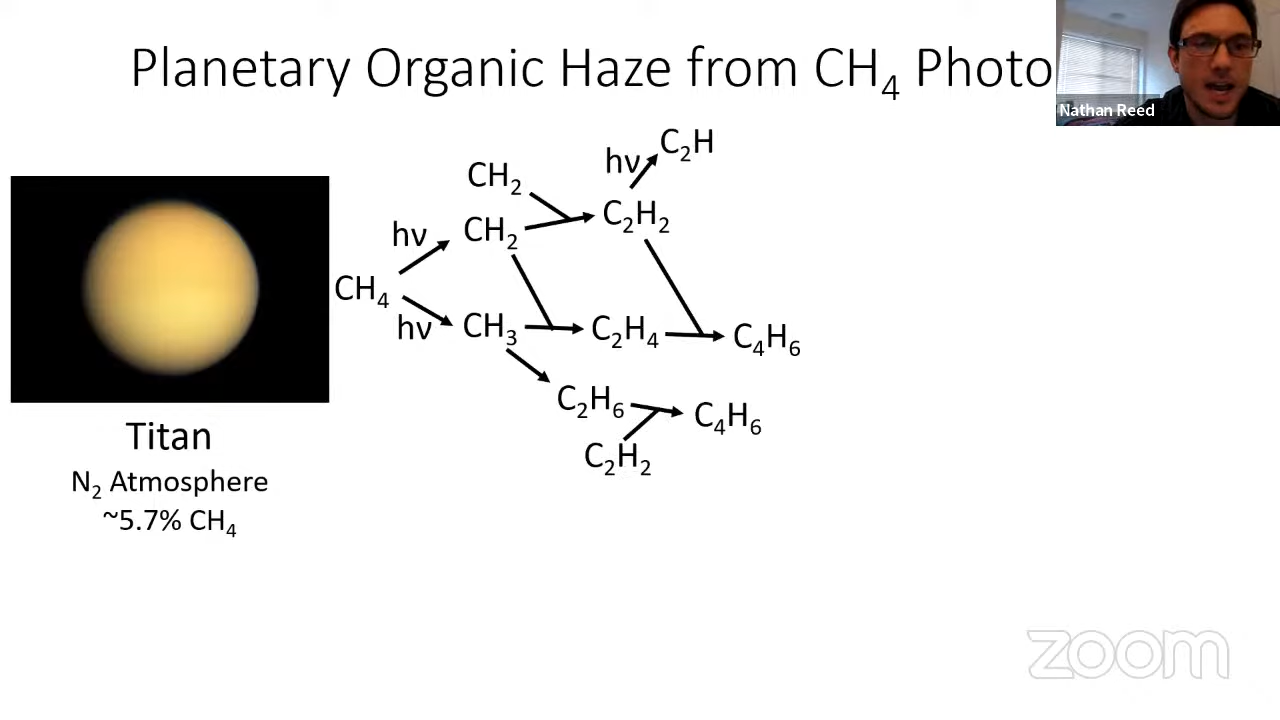 Planetary Organic Haze from CH₄ Photo
Nathan Reed
C₂H
hν
CH₂
C₂H₂
hν
CH₂
CH₄
hν
CH₃
C₂H₄
C₄H₆
C₂H₆
C₄H₆
C₂H₂
Titan
N₂ Atmosphere
~5.7% CH₄
zoom